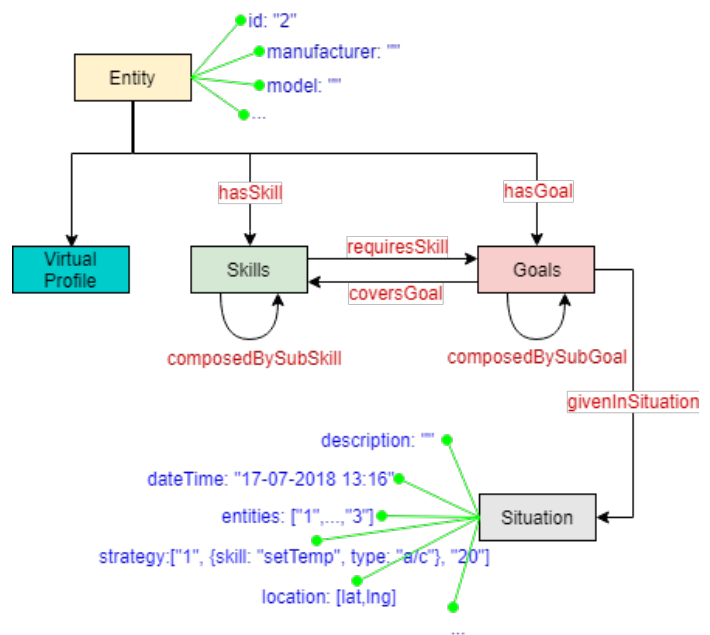 id: "2"
manufacturer: ""
Entity
model: ""
...
hasSkill
hasGoal
requiresSkill
Virtual
Profile
Skills
Goals
coversGoal
composedBySubSkill
composedBySubGoal
givenInSituation
description: ""
dateTime: "17-07-2018 13:16"
entities: ["1",...,"3"]
Situation
strategy:["1", {skill: "setTemp", type: "a/c"}, "20"]
location: [lat,lng]
...